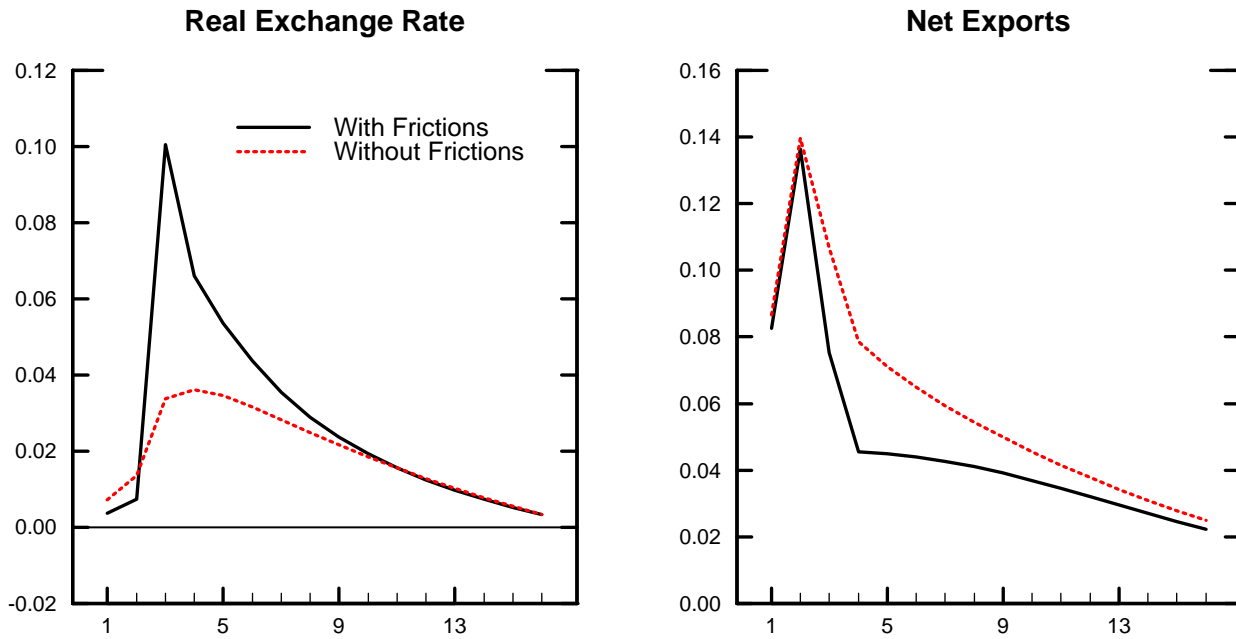 Real Exchange Rate
0.12
0.10
0.08
0.06
0.04
0.02
0.00
-0.02
With Frictions
Without Frictions
1 5 9 13
Net Exports
0.16
0.14
0.12
0.10
0.08
0.06
0.04
0.02
0.00
1 5 9 13